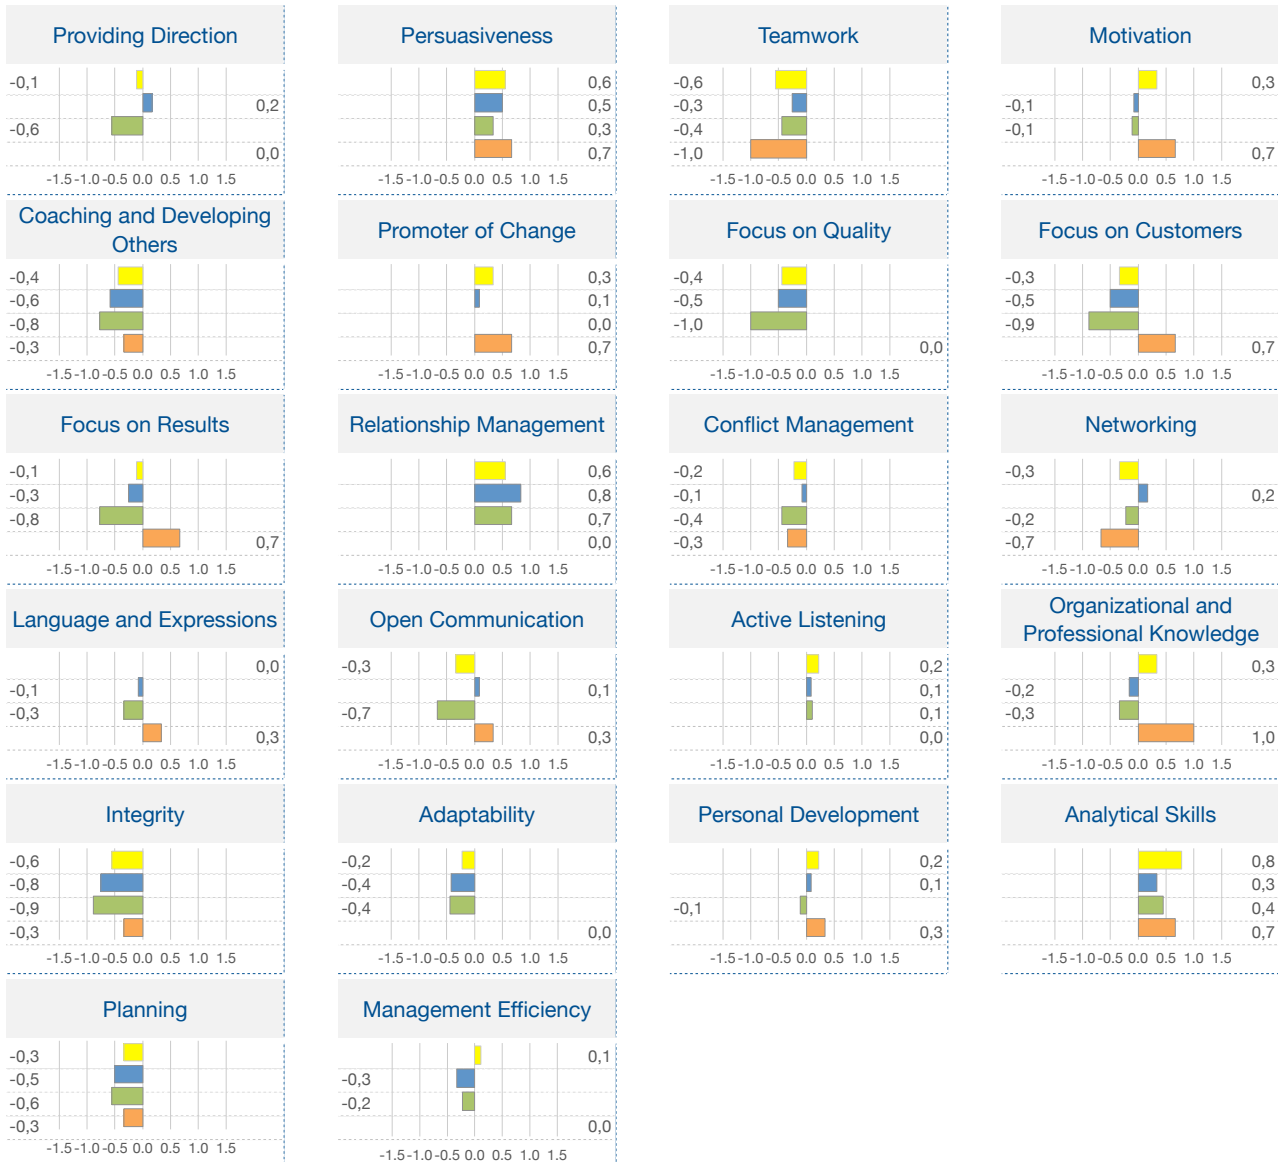 Providing Direction
-0,1
0,2
-0,6
0,0
-1.5 -1.0 -0.5 0.0 0.5 1.0 1.5
Persuasiveness
0,6
0,5
0,3
0,7
-1.5 -1.0 -0.5 0.0 0.5 1.0 1.5
Teamwork
-0,6
-0,3
-0,4
-1,0
-1.5 -1.0 -0.5 0.0 0.5 1.0 1.5
Motivation
0,3
-0,1
-0,1
0,7
-1.5 -1.0 -0.5 0.0 0.5 1.0 1.5
Coaching and Developing
Others
-0,4
-0,6
-0,8
-0,3
-1.5 -1.0 -0.5 0.0 0.5 1.0 1.5
Promoter of Change
0,3
0,1
0,0
0,7
-1.5 -1.0 -0.5 0.0 0.5 1.0 1.5
Focus on Quality
-0,4
-0,5
-1,0
0,0
-1.5 -1.0 -0.5 0.0 0.5 1.0 1.5
Focus on Customers
-0,3
-0,5
-0,9
0,7
-1.5 -1.0 -0.5 0.0 0.5 1.0 1.5
Focus on Results
-0,1
-0,3
-0,8
0,7
-1.5 -1.0 -0.5 0.0 0.5 1.0 1.5
Relationship Management
0,6
0,8
0,7
0,0
-1.5 -1.0 -0.5 0.0 0.5 1.0 1.5
Conflict Management
-0,2
-0,1
-0,4
-0,3
-1.5 -1.0 -0.5 0.0 0.5 1.0 1.5
Networking
-0,3
0,2
-0,2
-0,7
-1.5 -1.0 -0.5 0.0 0.5 1.0 1.5
Language and Expressions
0,0
-0,1
-0,3
0,3
-1.5 -1.0 -0.5 0.0 0.5 1.0 1.5
Open Communication
-0,3
0,1
-0,7
0,3
-1.5 -1.0 -0.5 0.0 0.5 1.0 1.5
Active Listening
0,2
0,1
0,1
0,0
-1.5 -1.0 -0.5 0.0 0.5 1.0 1.5
Organizational and
Professional Knowledge
0,3
-0,2
-0,3
1,0
-1.5 -1.0 -0.5 0.0 0.5 1.0 1.5
Integrity
-0,6
-0,8
-0,9
-0,3
-1.5 -1.0 -0.5 0.0 0.5 1.0 1.5
Adaptability
-0,2
-0,4
-0,4
0,0
-1.5 -1.0 -0.5 0.0 0.5 1.0 1.5
Personal Development
0,2
0,1
-0,1
0,3
-1.5 -1.0 -0.5 0.0 0.5 1.0 1.5
Analytical Skills
0,8
0,3
0,4
0,7
-1.5 -1.0 -0.5 0.0 0.5 1.0 1.5
Planning
-0,3
-0,5
-0,6
-0,3
-1.5 -1.0 -0.5 0.0 0.5 1.0 1.5
Management Efficiency
0,1
-0,3
-0,2
0,0
-1.5 -1.0 -0.5 0.0 0.5 1.0 1.5